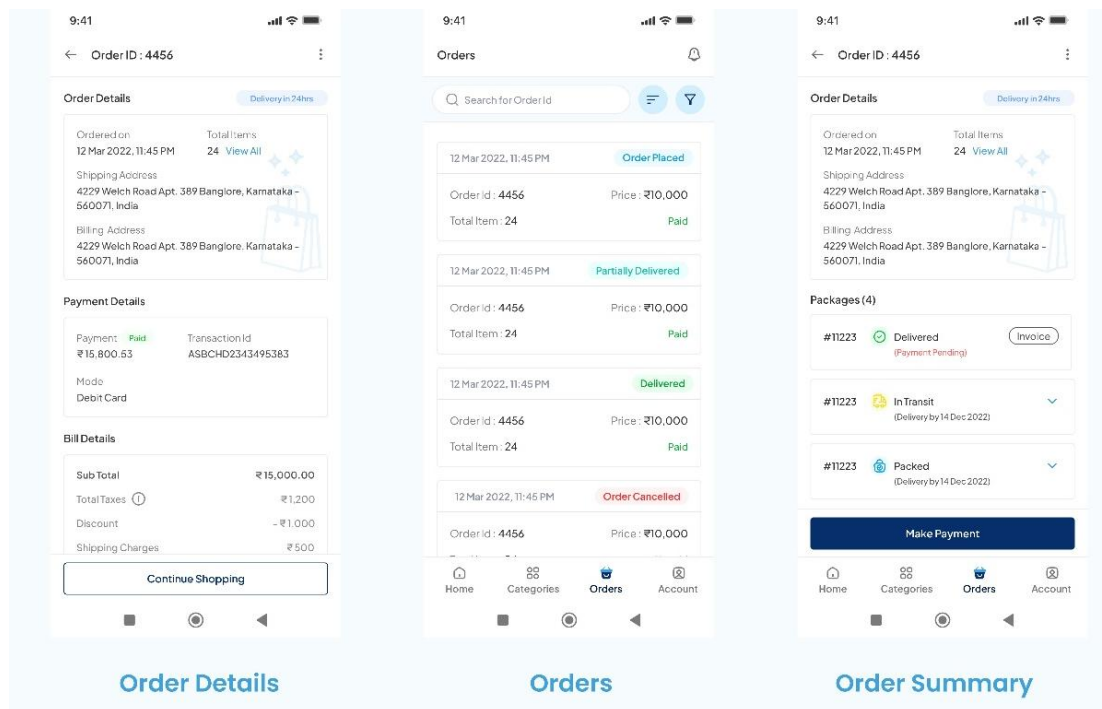 9:41
← Order ID : 4456
Order Details
Delivery in 24hrs
Ordered on
Total Items
12 Mar 2022, 11:45 PM
24 View All
Shipping Address
4229 Welch Road Apt. 389 Banglore, Karnataka -
560071, India
Billing Address
4229 Welch Road Apt. 389 Banglore. Karnataka -
560071, India
Payment Details
Payment Paid
Transaction Id
₹15,800.53
ASBCHD2343495383
Mode
Debit Card
Bill Details
Sub Total ₹15,000.00
Total Taxes ₹1,200
Discount - ₹1.000
Shipping Charges ₹500
Continue Shopping
Order Details
9:41
Orders
Search for Order Id
12 Mar 2022, 11:45 PM Order Placed
Order Id : 4456 Price : ₹10,000
Total Item : 24 Paid
12 Mar 2022, 11:45 PM Partially Delivered
Order Id : 4456 Price : ₹10,000
Total Item : 24 Paid
12 Mar 2022, 11:45 PM Delivered
Order Id : 4456 Price : ₹10,000
Total Item : 24 Paid
12 Mar 2022, 11:45 PM Order Cancelled
Order Id : 4456 Price : ₹10,000
Home Categories Orders Account
Orders
9:41
← Order ID : 4456
Order Details
Delivery in 24hrs
Ordered on
Total Items
12 Mar 2022, 11:45 PM
24 View All
Shipping Address
4229 Welch Road Apt. 389 Banglore, Karnataka -
560071, India
Billing Address
4229 Welch Road Apt. 389 Banglore, Karnataka -
560071. India
Packages (4)
#11223 Delivered Invoice
(Payment Pending)
#11223 In Transit
(Delivery by 14 Dec 2022)
#11223 Packed
(Delivery by 14 Dec 2022)
Make Payment
Home Categories Orders Account
Order Summary